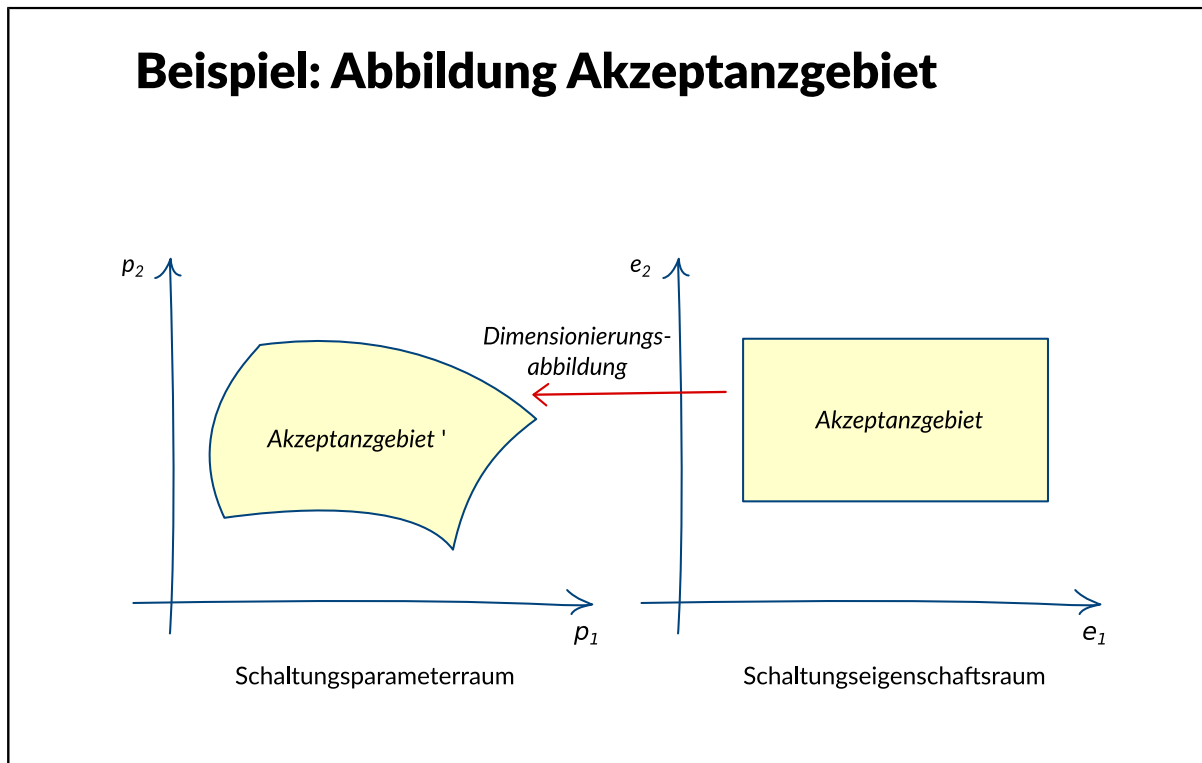 Beispiel: Abbildung Akzeptanzgebiet
p2
e2
Dimensionierungs-
abbildung
Akzeptanzgebiet '
Akzeptanzgebiet
p1
e1
Schaltungsparameterraum
Schaltungseigenschaftsraum